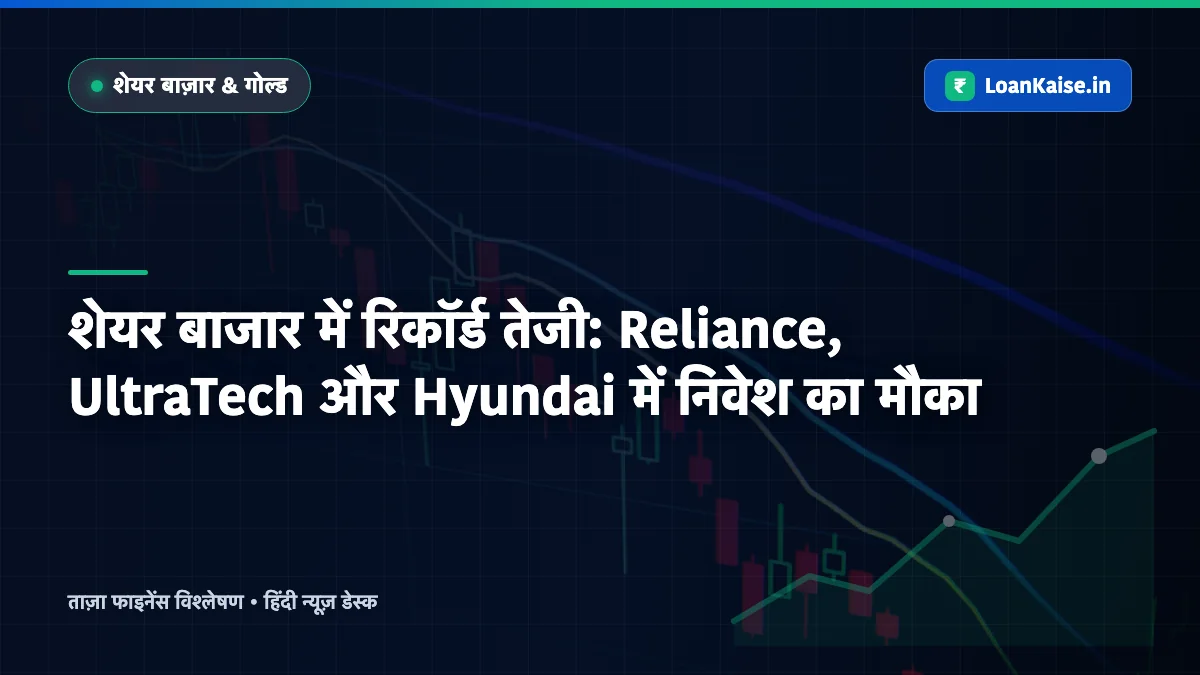 शेयर बाज़ार & गोल्ड
₹ LoanKaise.in
शेयर बाजार में रिकॉर्ड तेजी: Reliance,
UltraTech और Hyundai में निवेश का मौका
ताज़ा फाइनेंस विश्लेषण • हिंदी न्यूज़ डेस्क